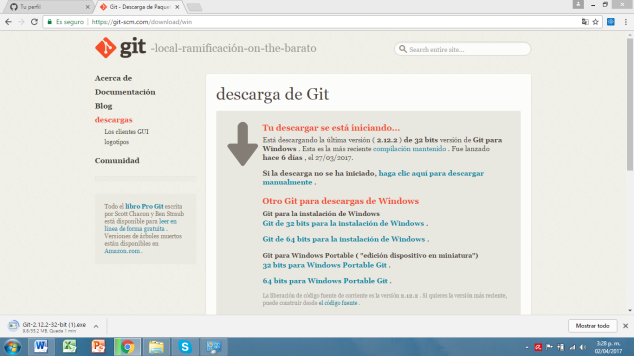 Tu perfil
Git - Descarga de Paque
Es seguro
https://git-scm.com/download/win
git -local-ramificación-on-the-barato
Search entire site...
Acerca de
Documentación
Blog
descargas
Los clientes GUI
logotipos
Comunidad
Todo el libro Pro Git escrita
por Scott Chacon y Ben Straub
está disponible para leer en
línea de forma gratuita .
Versiones de árboles muertos
están disponibles en
Amazon.com .
descarga de Git
Tu descargar se está iniciando...
Está descargando la última versión ( 2.12.2 ) de 32 bits versión de Git para
Windows . Esta es la más reciente compilación mantenido . Fue lanzado
hace 6 días , el 27/03/2017.
Si la descarga no se ha iniciado, haga clic aquí para descargar
manualmente .
Otro Git para descargas de Windows
Git para la instalación de Windows
Git de 32 bits para la instalación de Windows .
Git de 64 bits para la instalación de Windows .
Git para Windows Portable ( "edición dispositivo en miniatura")
32 bits para Windows Portable Git .
64 bits para Windows Portable Git .
La liberación de código fuente de corriente es la versión 2.12.2 . Si quieres la versión más reciente,
puede construir desde el código fuente .
Git-2.12.2-32-bit (1).exe
Mostrar todo
3:28 p. m.
02/04/2017